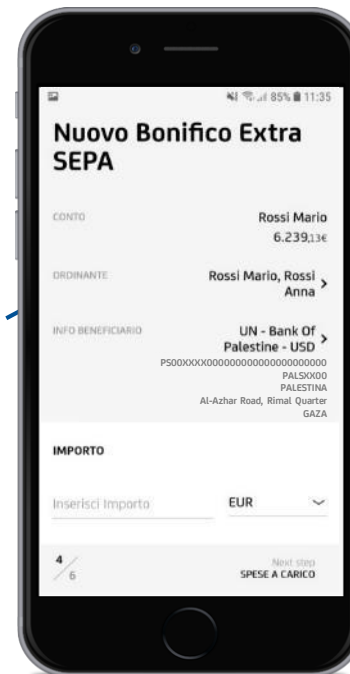 85% 11:35
Nuovo Bonifico Extra
SEPA
CONTO
Rossi Mario
6.239,13€
ORDINANTE
Rossi Mario, Rossi
Anna
INFO BENEFICIARIO
UN - Bank Of
Palestine - USD
PS00XXXX000000000000000000000
PALSXX00
PALESTINA
Al-Azhar Road, Rimal Quarter
GAZA
IMPORTO
Inserisci Importo
EUR
4/6
Next step
SPESE A CARICO